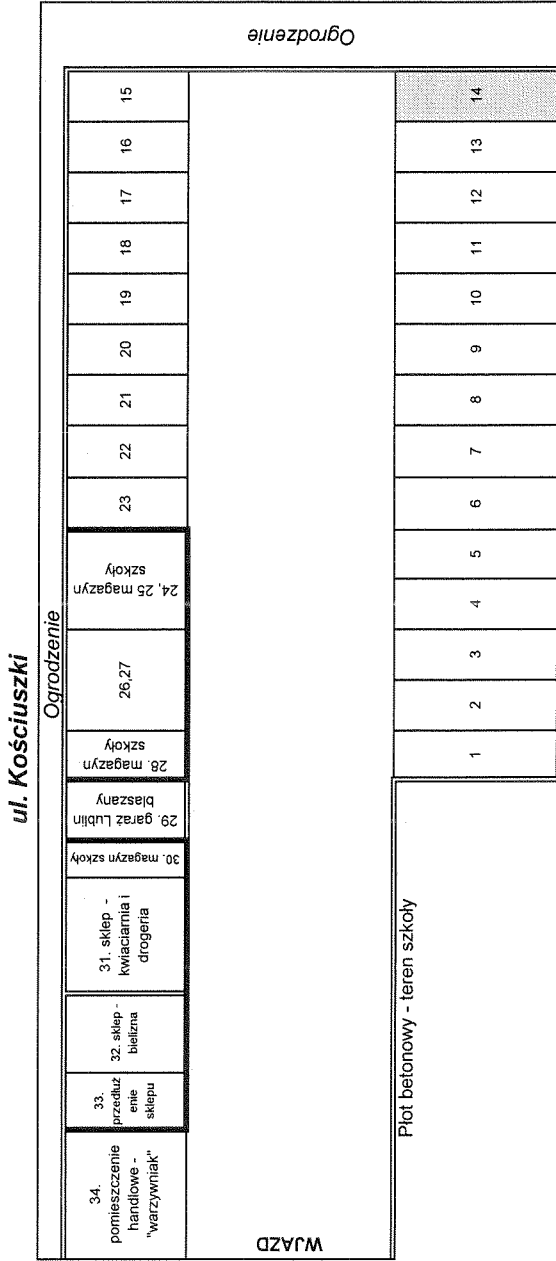 ul. Kościuszki
Ogrodzenie
34.
pomieszczenie
handlowe -
"warzywniak"
33.
przedłuż
enie
sklepu
32. sklep -
bielizna
31. sklep -
kwiaciarnia i
drogeria
30. magazyn szkoły
29. garaż Lublin
blaszany
28. magazyn
szkoły
26,27
24, 25 magazyn
szkoły
23
22
21
20
19
18
17
16
15
Ogrodzenie
WJAZD
Płot betonowy - teren szkoły
1
2
3
4
5
6
7
8
9
10
11
12
13
14